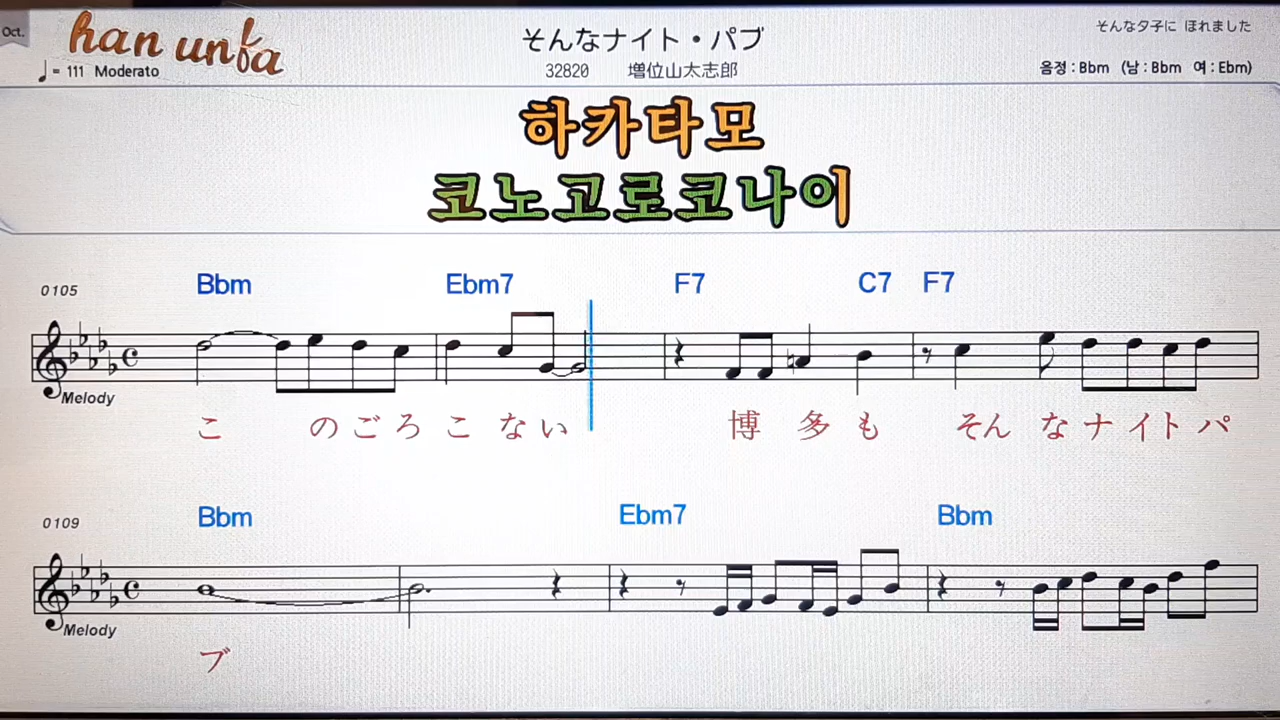 Oct.
han unfa
そんなナイト・パブ
そんな夕子に ほれました
♩= 111 Moderato
32820 増位山太志郎
음정 : Bbm (남 : Bbm 여 : Ebm)
하카타모
코노고로코나이
0105 Bbm Ebm7 F7 C7 F7
Melody
こ のごろ こ な い 博 多 も そん な ナ イ ト パ
0109 Bbm Ebm7 Bbm
Melody
ブ